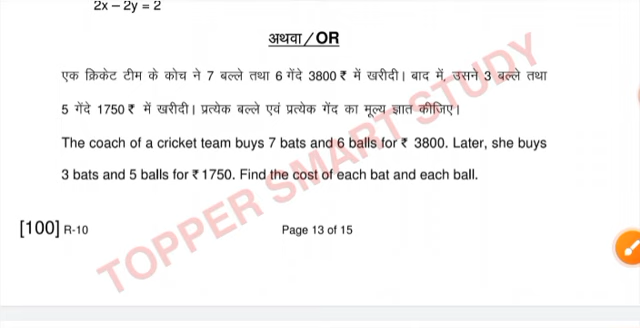 2x – 2y = 2
अथवा/OR
एक क्रिकेट टीम के कोच ने 7 बल्ले तथा 6 गेंदे 3800 ₹ में खरीदी। बाद में, उसने 3 बल्ले तथा
5 गेंदे 1750 ₹ में खरीदी। प्रत्येक बल्ले एवं प्रत्येक गेंद का मूल्य ज्ञात कीजिए।
The coach of a cricket team buys 7 bats and 6 balls for ₹ 3800. Later, she buys
3 bats and 5 balls for ₹ 1750. Find the cost of each bat and each ball.
[100] R-10
Page 13 of 15
TOPPER SMART STUDY